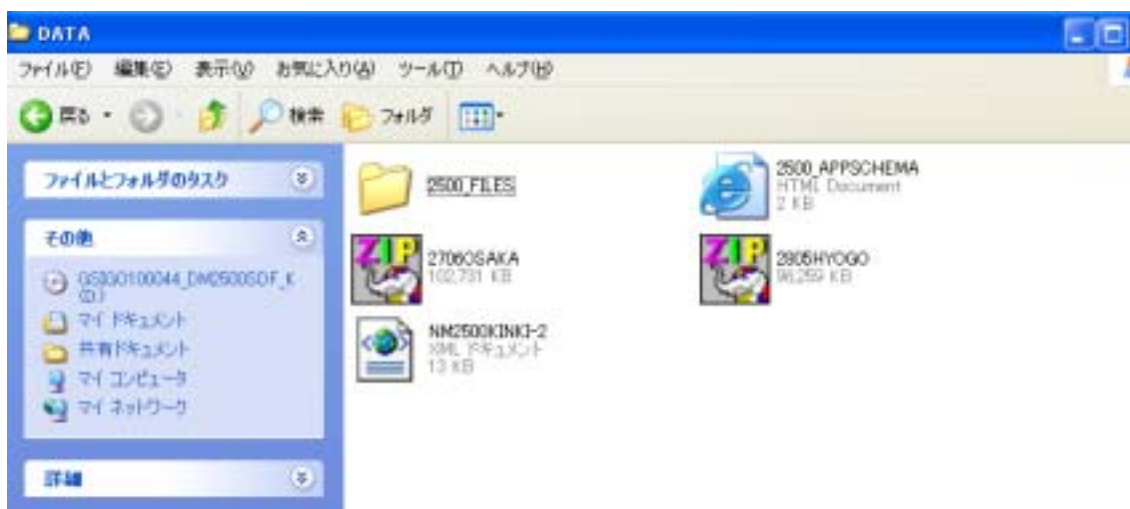 DATA
ファイル(F) 編集(E) 表示(V) お気に入り(A) ツール(T) ヘルプ(H)
戻る 検索 フォルダ
ファイルとフォルダのタスク
その他
マイ ドキュメント
共有ドキュメント
マイ コンピュータ
マイ ネットワーク
詳細
2500_FILES
2500_APPSCHEMA
HTML Document
2 KB
ZIP
2706OSAKA
102,731 KB
ZIP
2805HYOGO
KB
NM2500KINKI-2
XML ドキュメント
13 KB